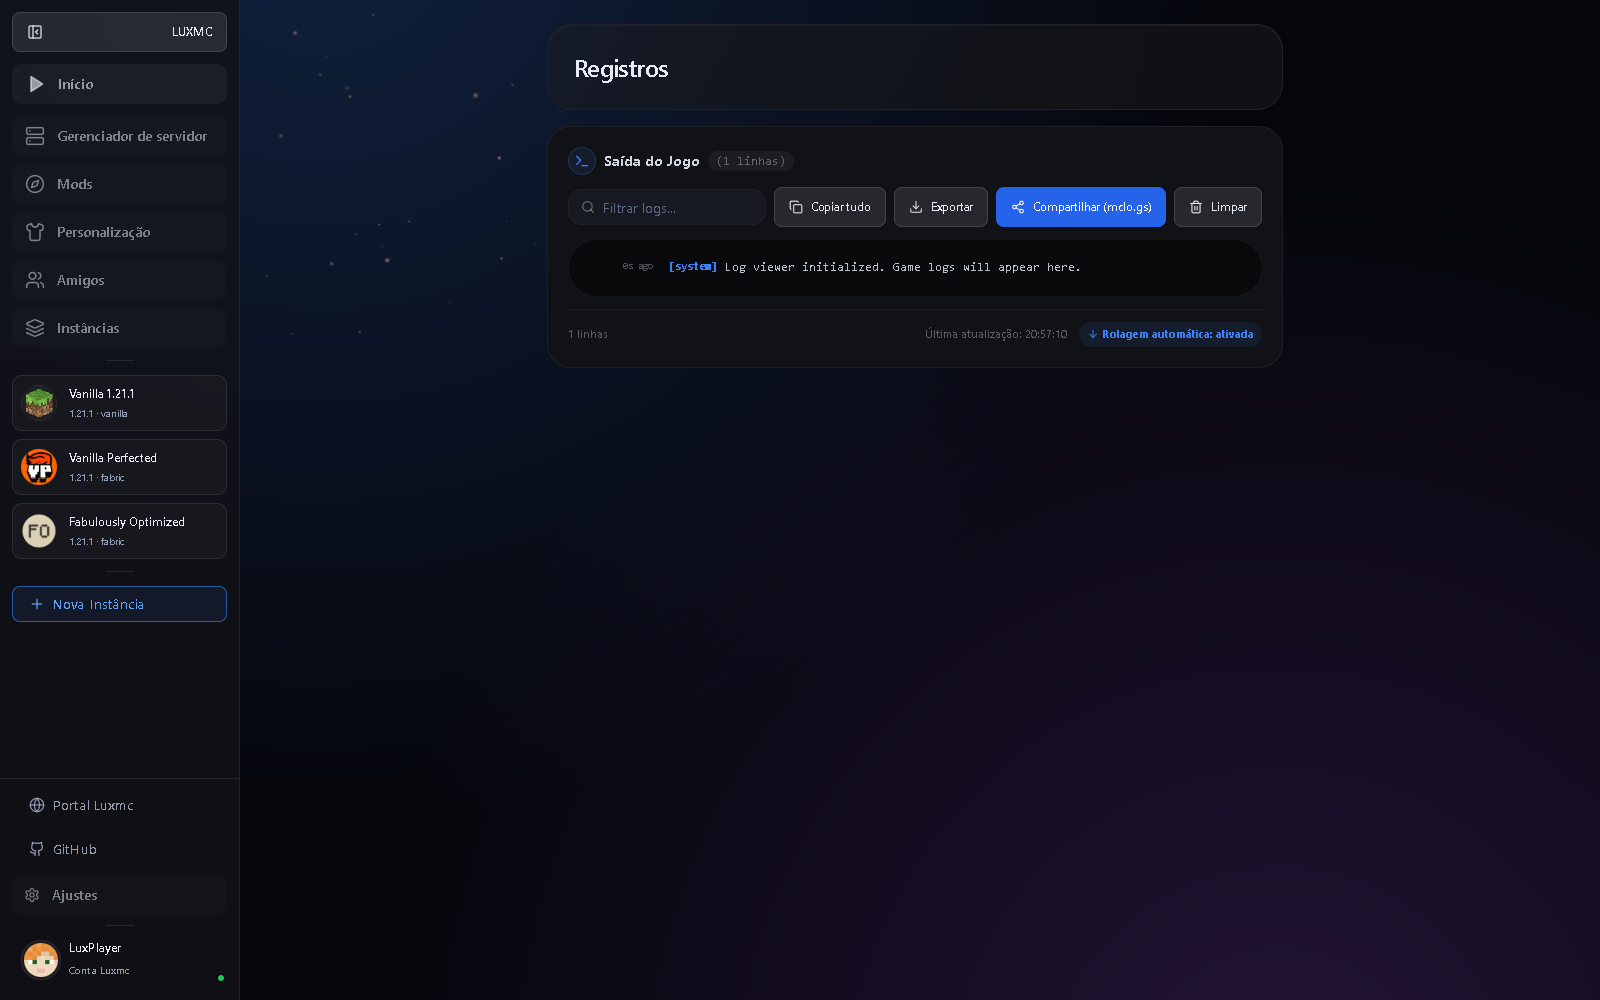 LUXMC
Início
Gerenciador de servidor
Mods
Personalização
Amigos
Instâncias
Vanilla 1.21.1
1.21.1 · vanilla
Vanilla Perfected
1.21.1 · fabric
FO
Fabulously Optimized
1.21.1 · fabric
Nova Instância
Portal Luxmc
GitHub
Ajustes
LuxPlayer
Conta Luxmc
Registros
Saída do Jogo (1 linhas)
Filtrar logs...
Copiar tudo
Exportar
Compartilhar (mclo.gs)
Limpar
0s ago [system] Log viewer initialized. Game logs will appear here.
1 linhas
Última atualização: 20:57:10
Rolagem automática: ativada
VP